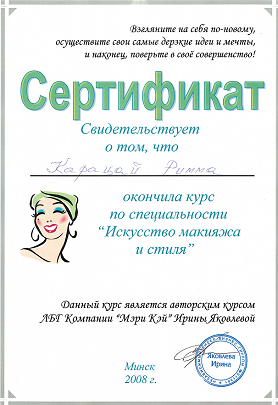 Взгляните на себя по-новому,
осуществите свои самые дерзкие идеи и мечты,
и наконец, поверьте в своё совершенство!
Сертификат
Свидетельствует
о том, что
Карацай Римма
окончила курс
по специальности
“Искусство макияжа
и стиля”
Данный курс является авторским курсом
ЛБГ Компании “Мэри Кэй” Ирины Яковлевой
Яковлева
Ирина
Минск
2008 г.